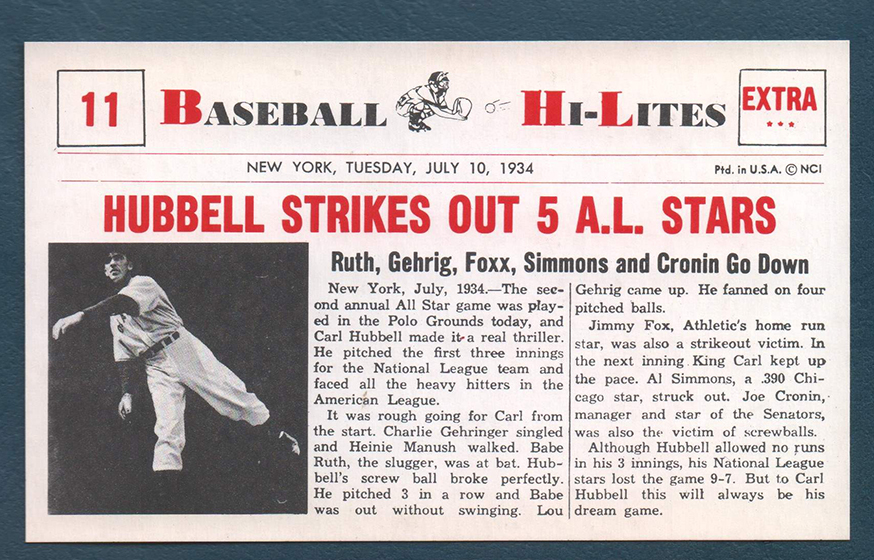 11
BASEBALL HI-LITES
EXTRA
NEW YORK, TUESDAY, JULY 10, 1934
Ptd. in U.S.A. © NCI
HUBBELL STRIKES OUT 5 A.L. STARS
Ruth, Gehrig, Foxx, Simmons and Cronin Go Down
New York, July, 1934.—The sec-
ond annual All Star game was play-
ed in the Polo Grounds today, and
Carl Hubbell made it a real thriller.
He pitched the first three innings
for the National League team and
faced all the heavy hitters in the
American League.
It was rough going for Carl from
the start. Charlie Gehringer singled
and Heinie Manush walked. Babe
Ruth, the slugger, was at bat. Hub-
bell's screw ball broke perfectly.
He pitched 3 in a row and Babe
was out without swinging. Lou
Gehrig came up. He fanned on four
pitched balls.
Jimmy Fox, Athletic's home run
star, was also a strikeout victim. In
the next inning King Carl kept up
the pace. Al Simmons, a .390 Chi-
cago star, struck out. Joe Cronin,
manager and star of the Senators,
was also the victim of screwballs.
Although Hubbell allowed no runs
in his 3 innings, his National League
stars lost the game 9-7. But to Carl
Hubbell this will always be his
dream game.